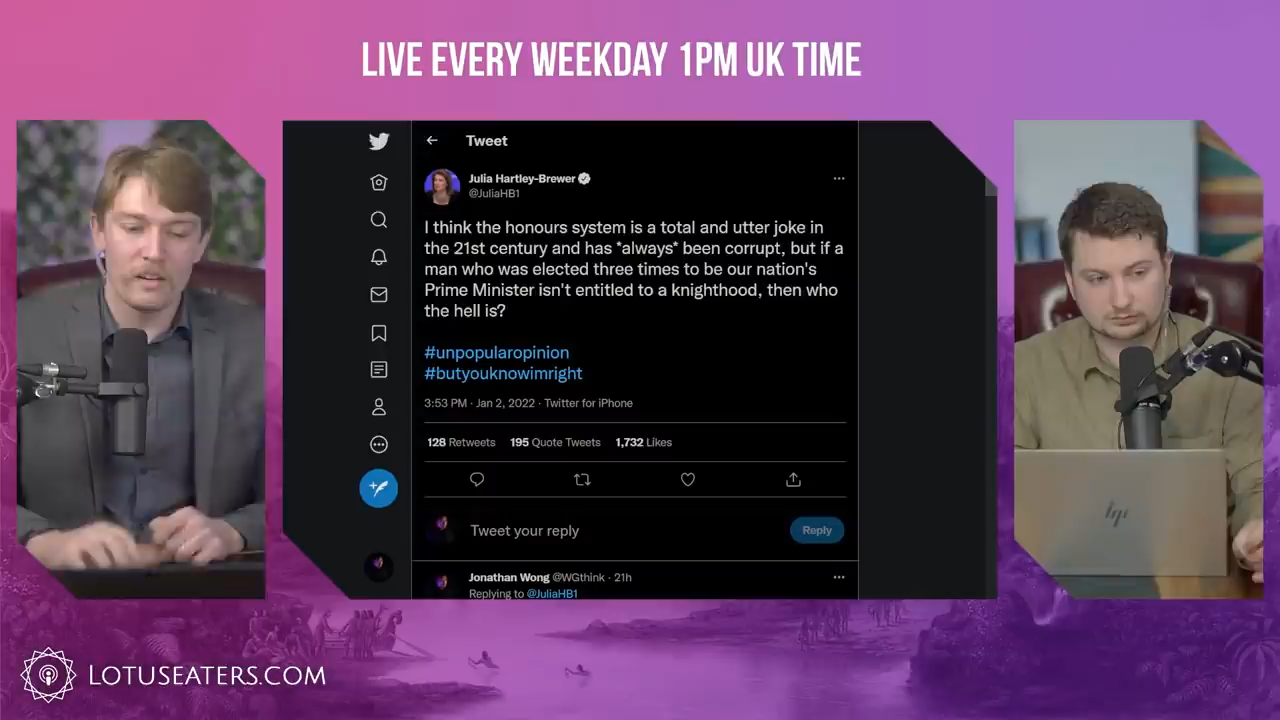 LIVE EVERY WEEKDAY 1PM UK TIME
Tweet
Julia Hartley-Brewer
@JuliaHB1
I think the honours system is a total and utter joke in
the 21st century and has *always* been corrupt, but if a
man who was elected three times to be our nation's
Prime Minister isn't entitled to a knighthood, then who
the hell is?
#unpopularopinion
#butyouknowimright
3:53 PM · Jan 2, 2022 · Twitter for iPhone
128 Retweets 195 Quote Tweets 1,732 Likes
Tweet your reply
Reply
Jonathan Wong @WGthink · 21h
Replying to @JuliaHB1
hp
LOTUSEATERS.COM